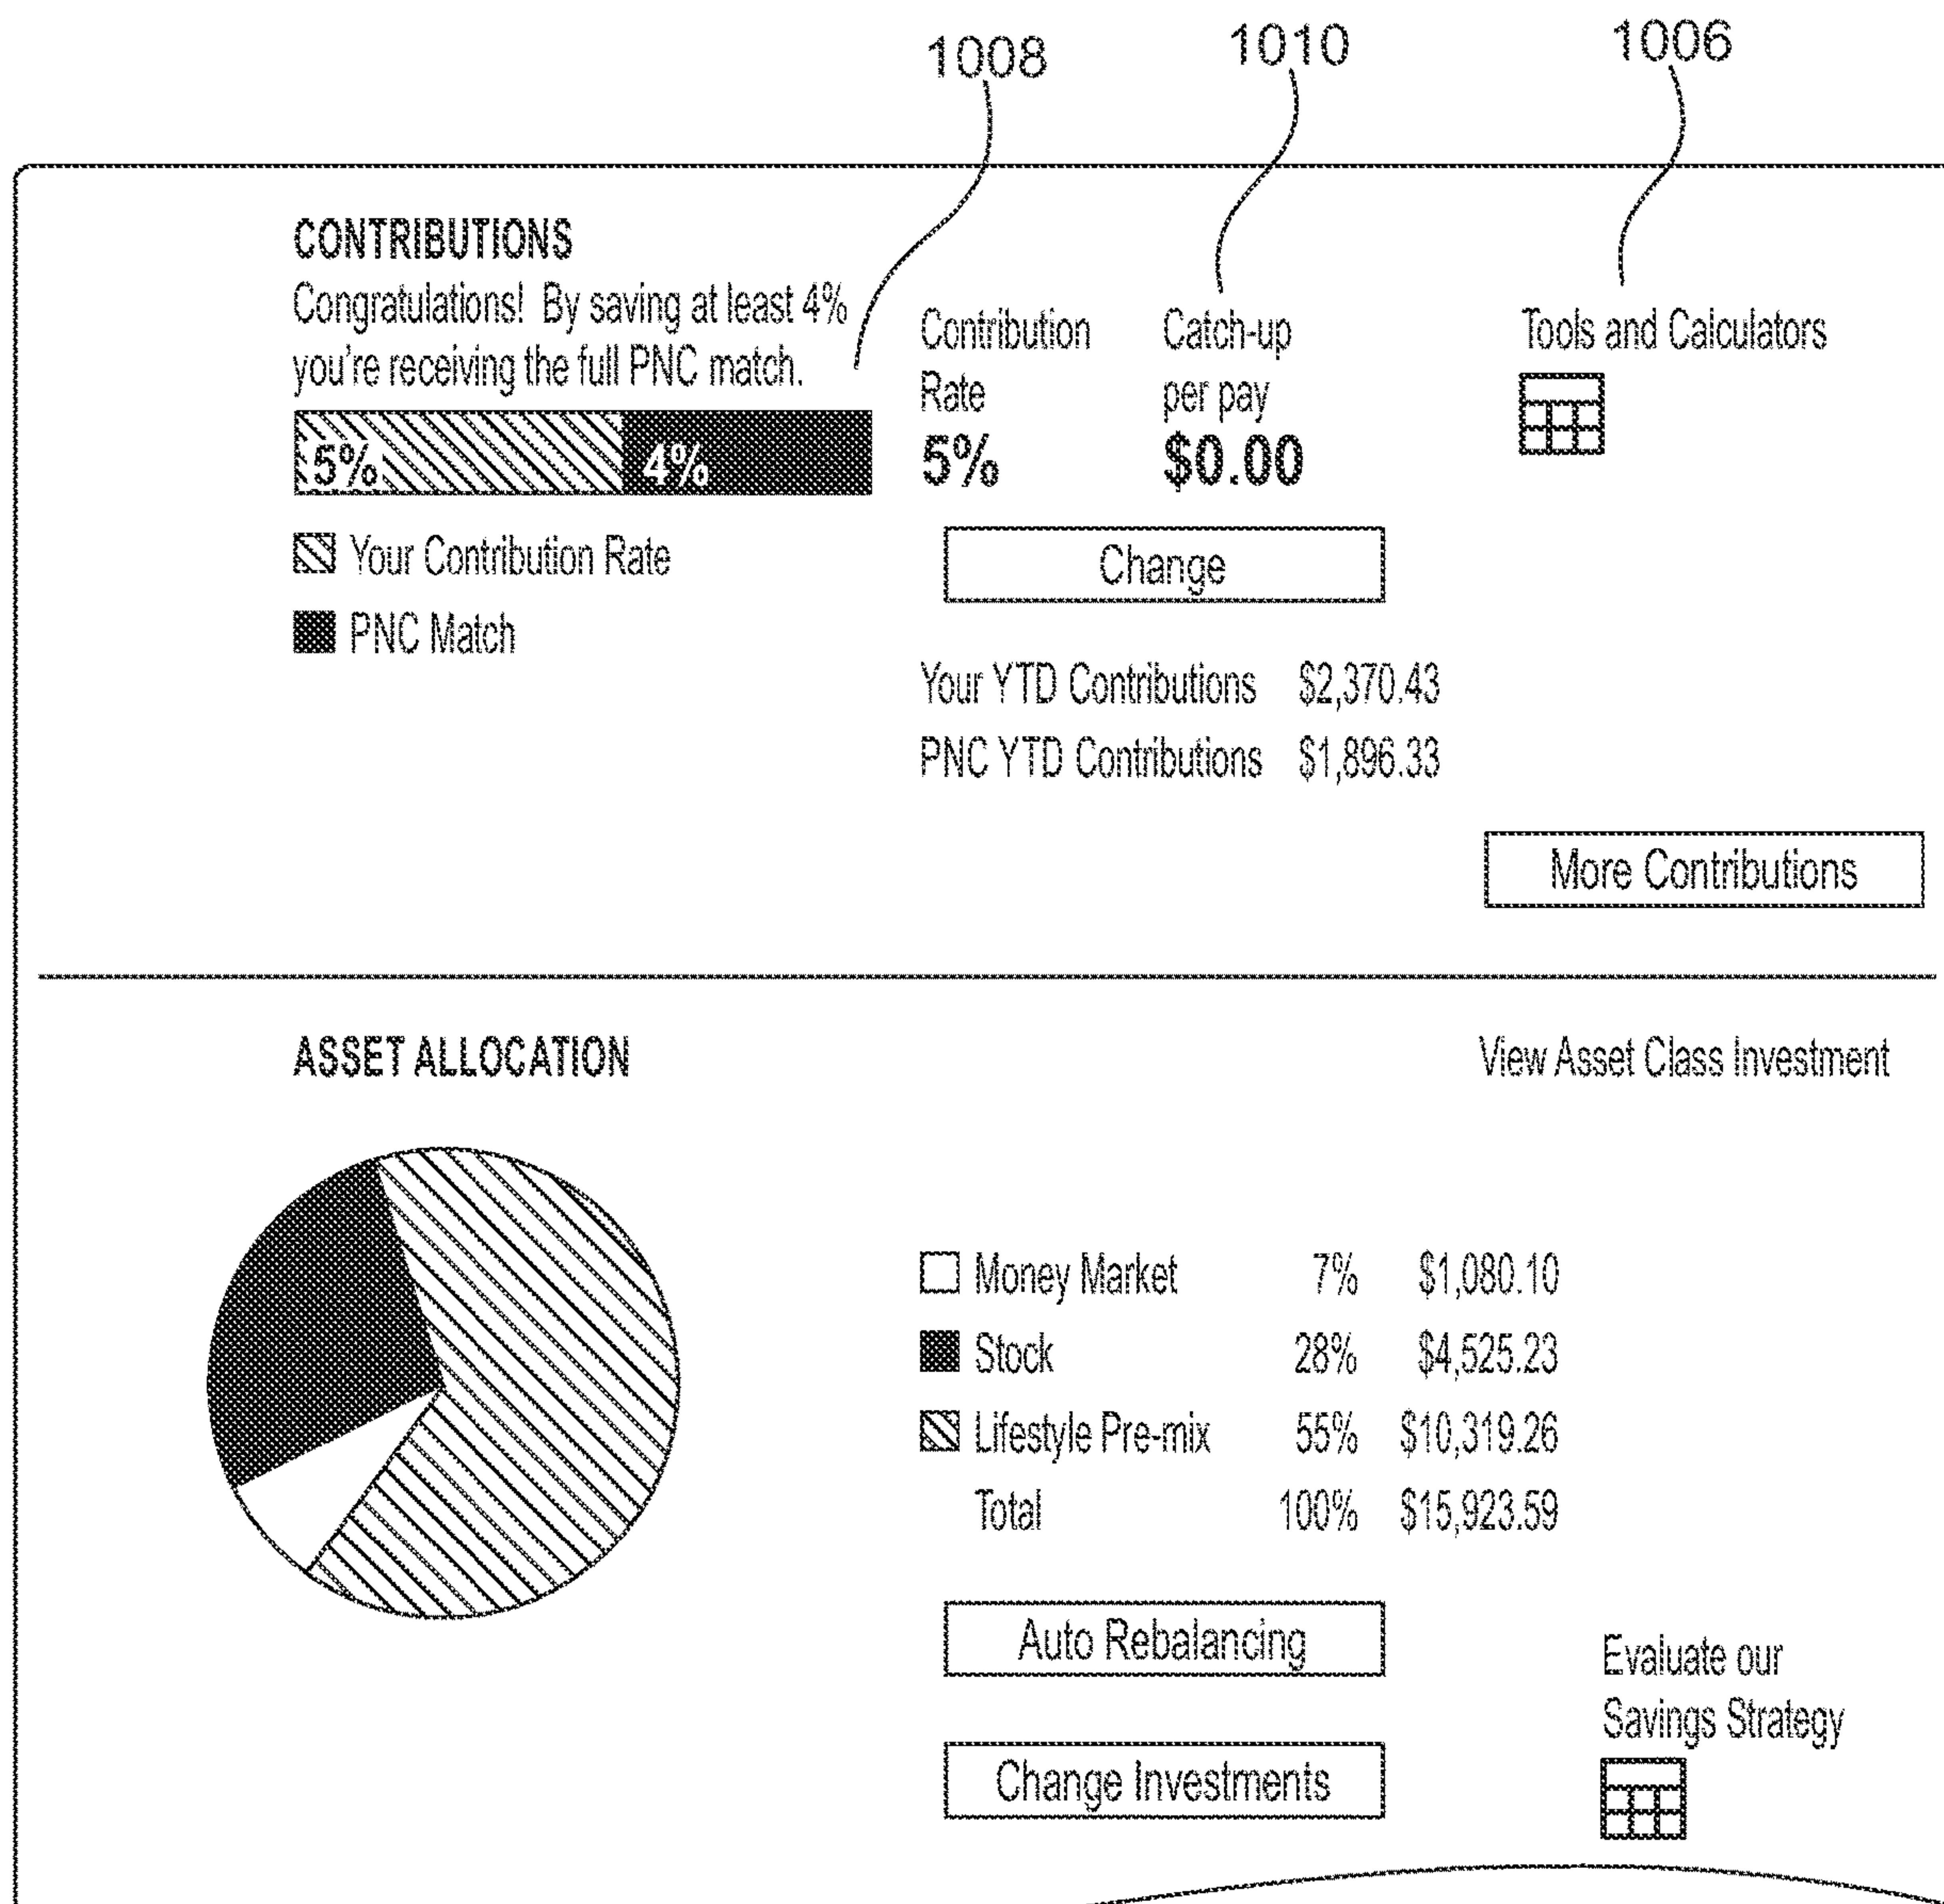 1008
1010
1006
CONTRIBUTIONS
Congratulations! By saving at least 4%
you're receiving the full PNC match.
5% 4%
Your Contribution Rate
PNC Match
Contribution
Rate
5%
Catch-up
per pay
$0.00
Change
Tools and Calculators
Your YTD Contributions $2,370.43
PNC YTD Contributions $1,896.33
More Contributions
ASSET ALLOCATION
View Asset Class Investment
Money Market 7% $1,080.10
Stock 28% $4,525.23
Lifestyle Pre-mix 55% $10,319.26
Total 100% $15,923.59
Auto Rebalancing
Change Investments
Evaluate our
Savings Strategy